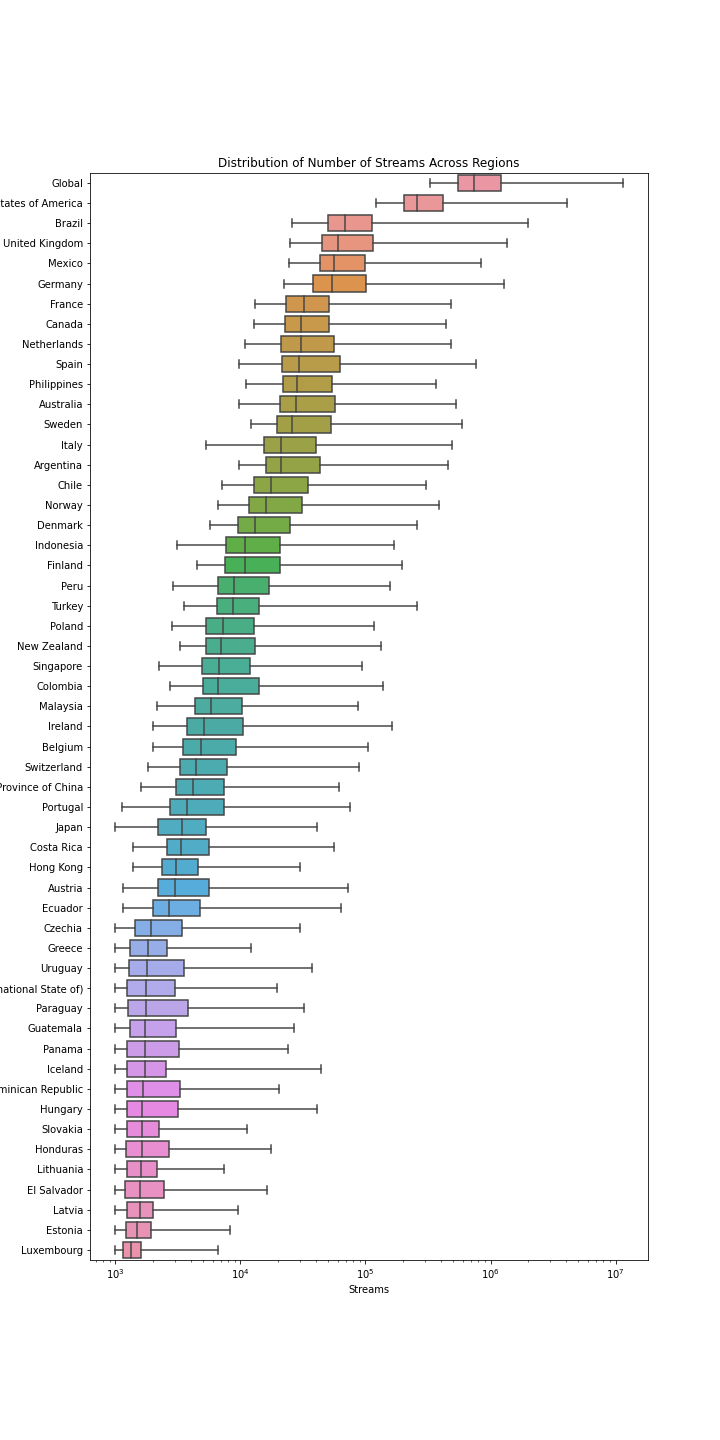 Distribution of Number of Streams Across Regions
Global
tates of America
Brazil
United Kingdom
Mexico
Germany
France
Canada
Netherlands
Spain
Philippines
Australia
Sweden
Italy
Argentina
Chile
Norway
Denmark
Indonesia
Finland
Peru
Turkey
Poland
New Zealand
Singapore
Colombia
Malaysia
Ireland
Belgium
Switzerland
Province of China
Portugal
Japan
Costa Rica
Hong Kong
Austria
Ecuador
Czechia
Greece
Uruguay
national State of)
Paraguay
Guatemala
Panama
Iceland
minican Republic
Hungary
Slovakia
Honduras
Lithuania
El Salvador
Latvia
Estonia
Luxembourg
10³ 10⁴ 10⁵ 10⁶ 10⁷
Streams